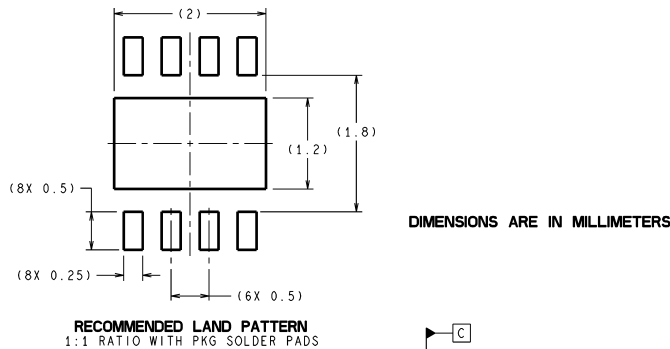 (2)
(1.8)
(1.2)
(8X 0.5)
DIMENSIONS ARE IN MILLIMETERS
(8X 0.25)
(6X 0.5)
RECOMMENDED LAND PATTERN
1:1 RATIO WITH PKG SOLDER PADS
C